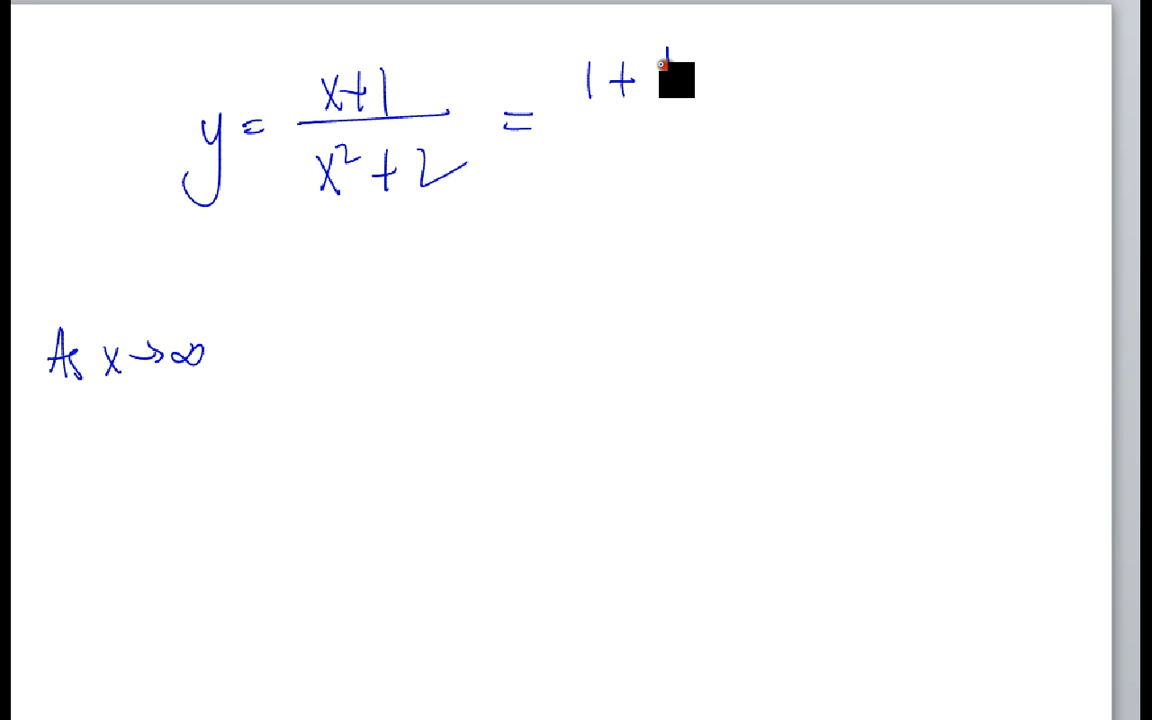 y = x+1 / x² + 2 = 1 +
As x → ∞